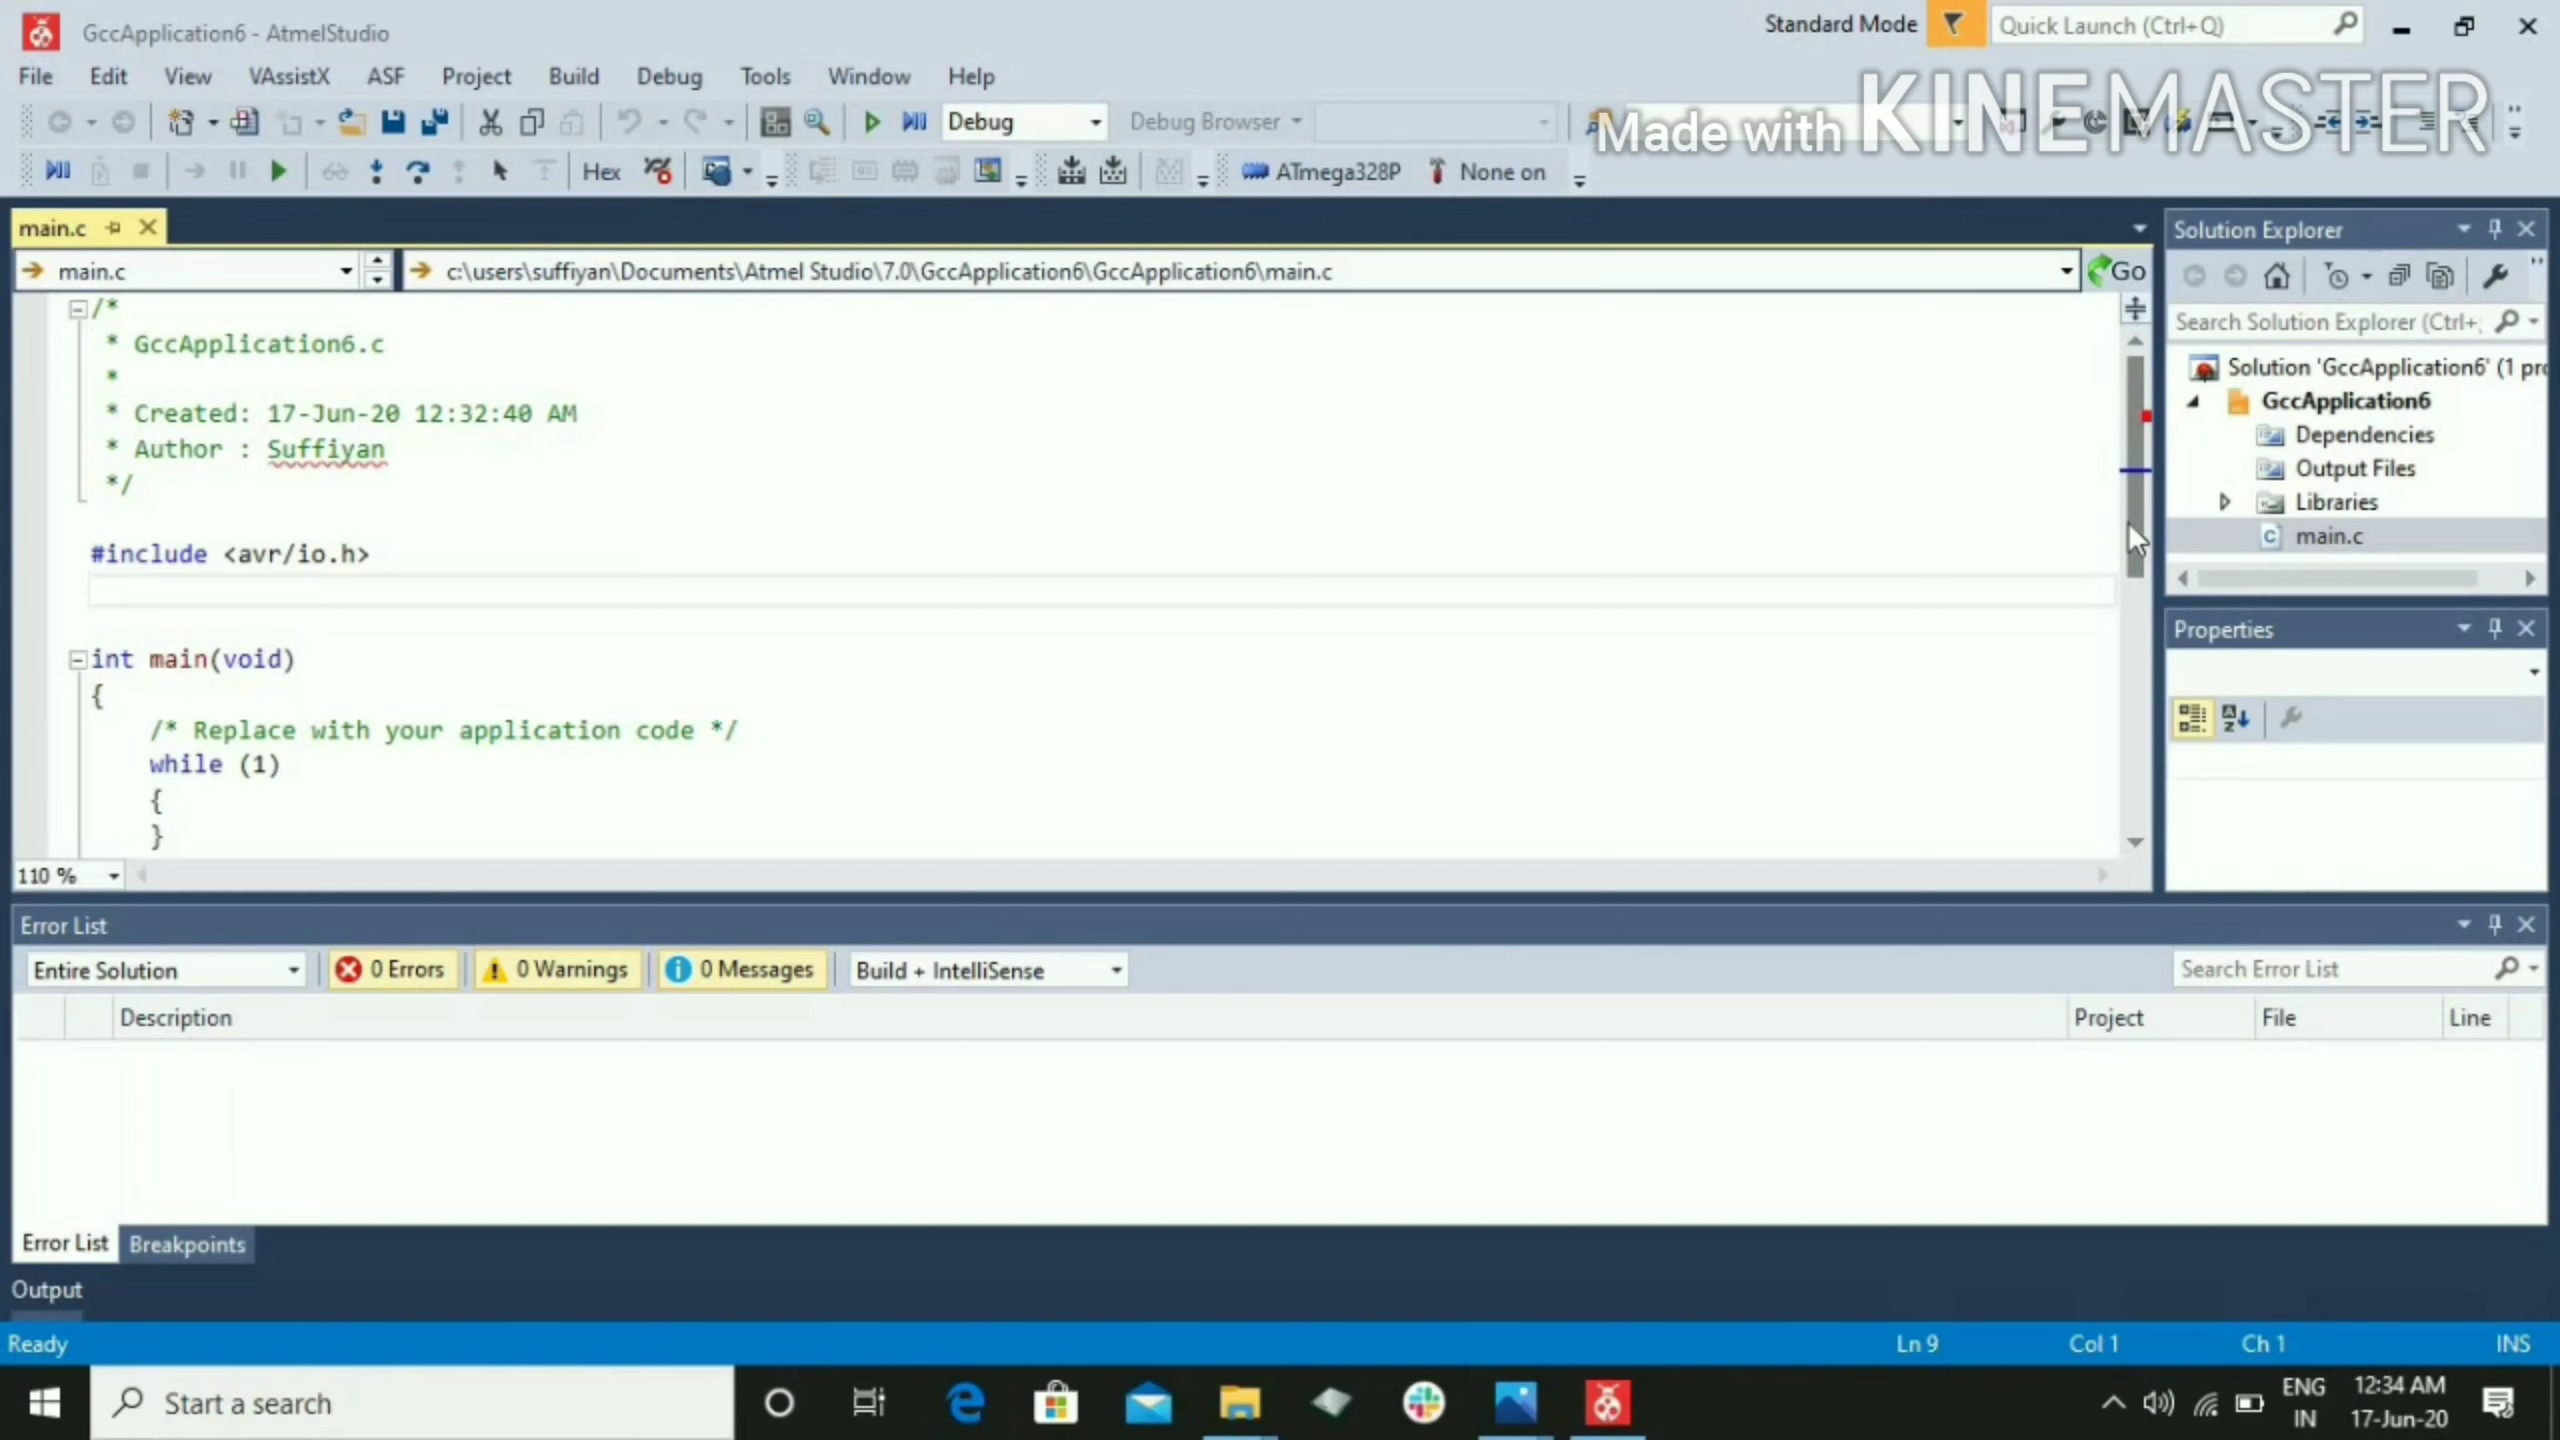 GccApplication6 - AtmelStudio
Standard Mode
Quick Launch (Ctrl+Q)
File Edit View VAssistX ASF Project Build Debug Tools Window Help
Made with KINEMASTER
Debug
Debug Browser
Hex
ATmega328P
None on
main.c
main.c
c:\users\suffiyan\Documents\Atmel Studio\7.0\GccApplication6\GccApplication6\main.c
Go
/*
* GccApplication6.c
*
* Created: 17-Jun-20 12:32:40 AM
* Author : Suffiyan
*/
#include <avr/io.h>
int main(void)
{
/* Replace with your application code */
while (1)
{
}
110 %
Solution Explorer
Search Solution Explorer (Ctrl+;
Solution 'GccApplication6' (1 pro
GccApplication6
Dependencies
Output Files
Libraries
main.c
Properties
Error List
Entire Solution
0 Errors
0 Warnings
0 Messages
Build + IntelliSense
Search Error List
Description Project File Line
Error List Breakpoints
Output
Ready
Ln 9 Col 1 Ch 1 INS
Start a search
ENG
IN
12:34 AM
17-Jun-20